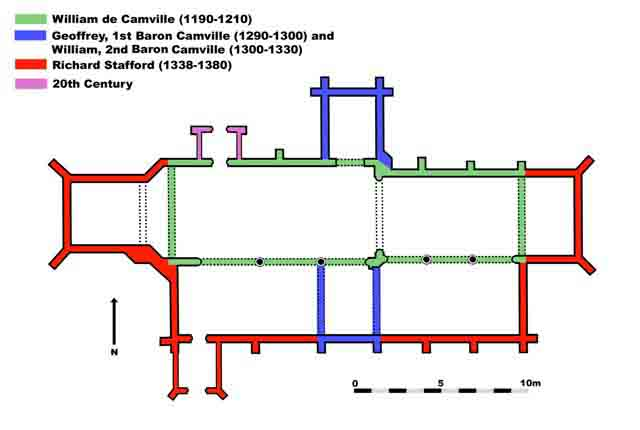 William de Camville (1190-1210)
Geoffrey, 1st Baron Camville (1290-1300) and
William, 2nd Baron Camville (1300-1330)
Richard Stafford (1338-1380)
20th Century
N
0 5 10m